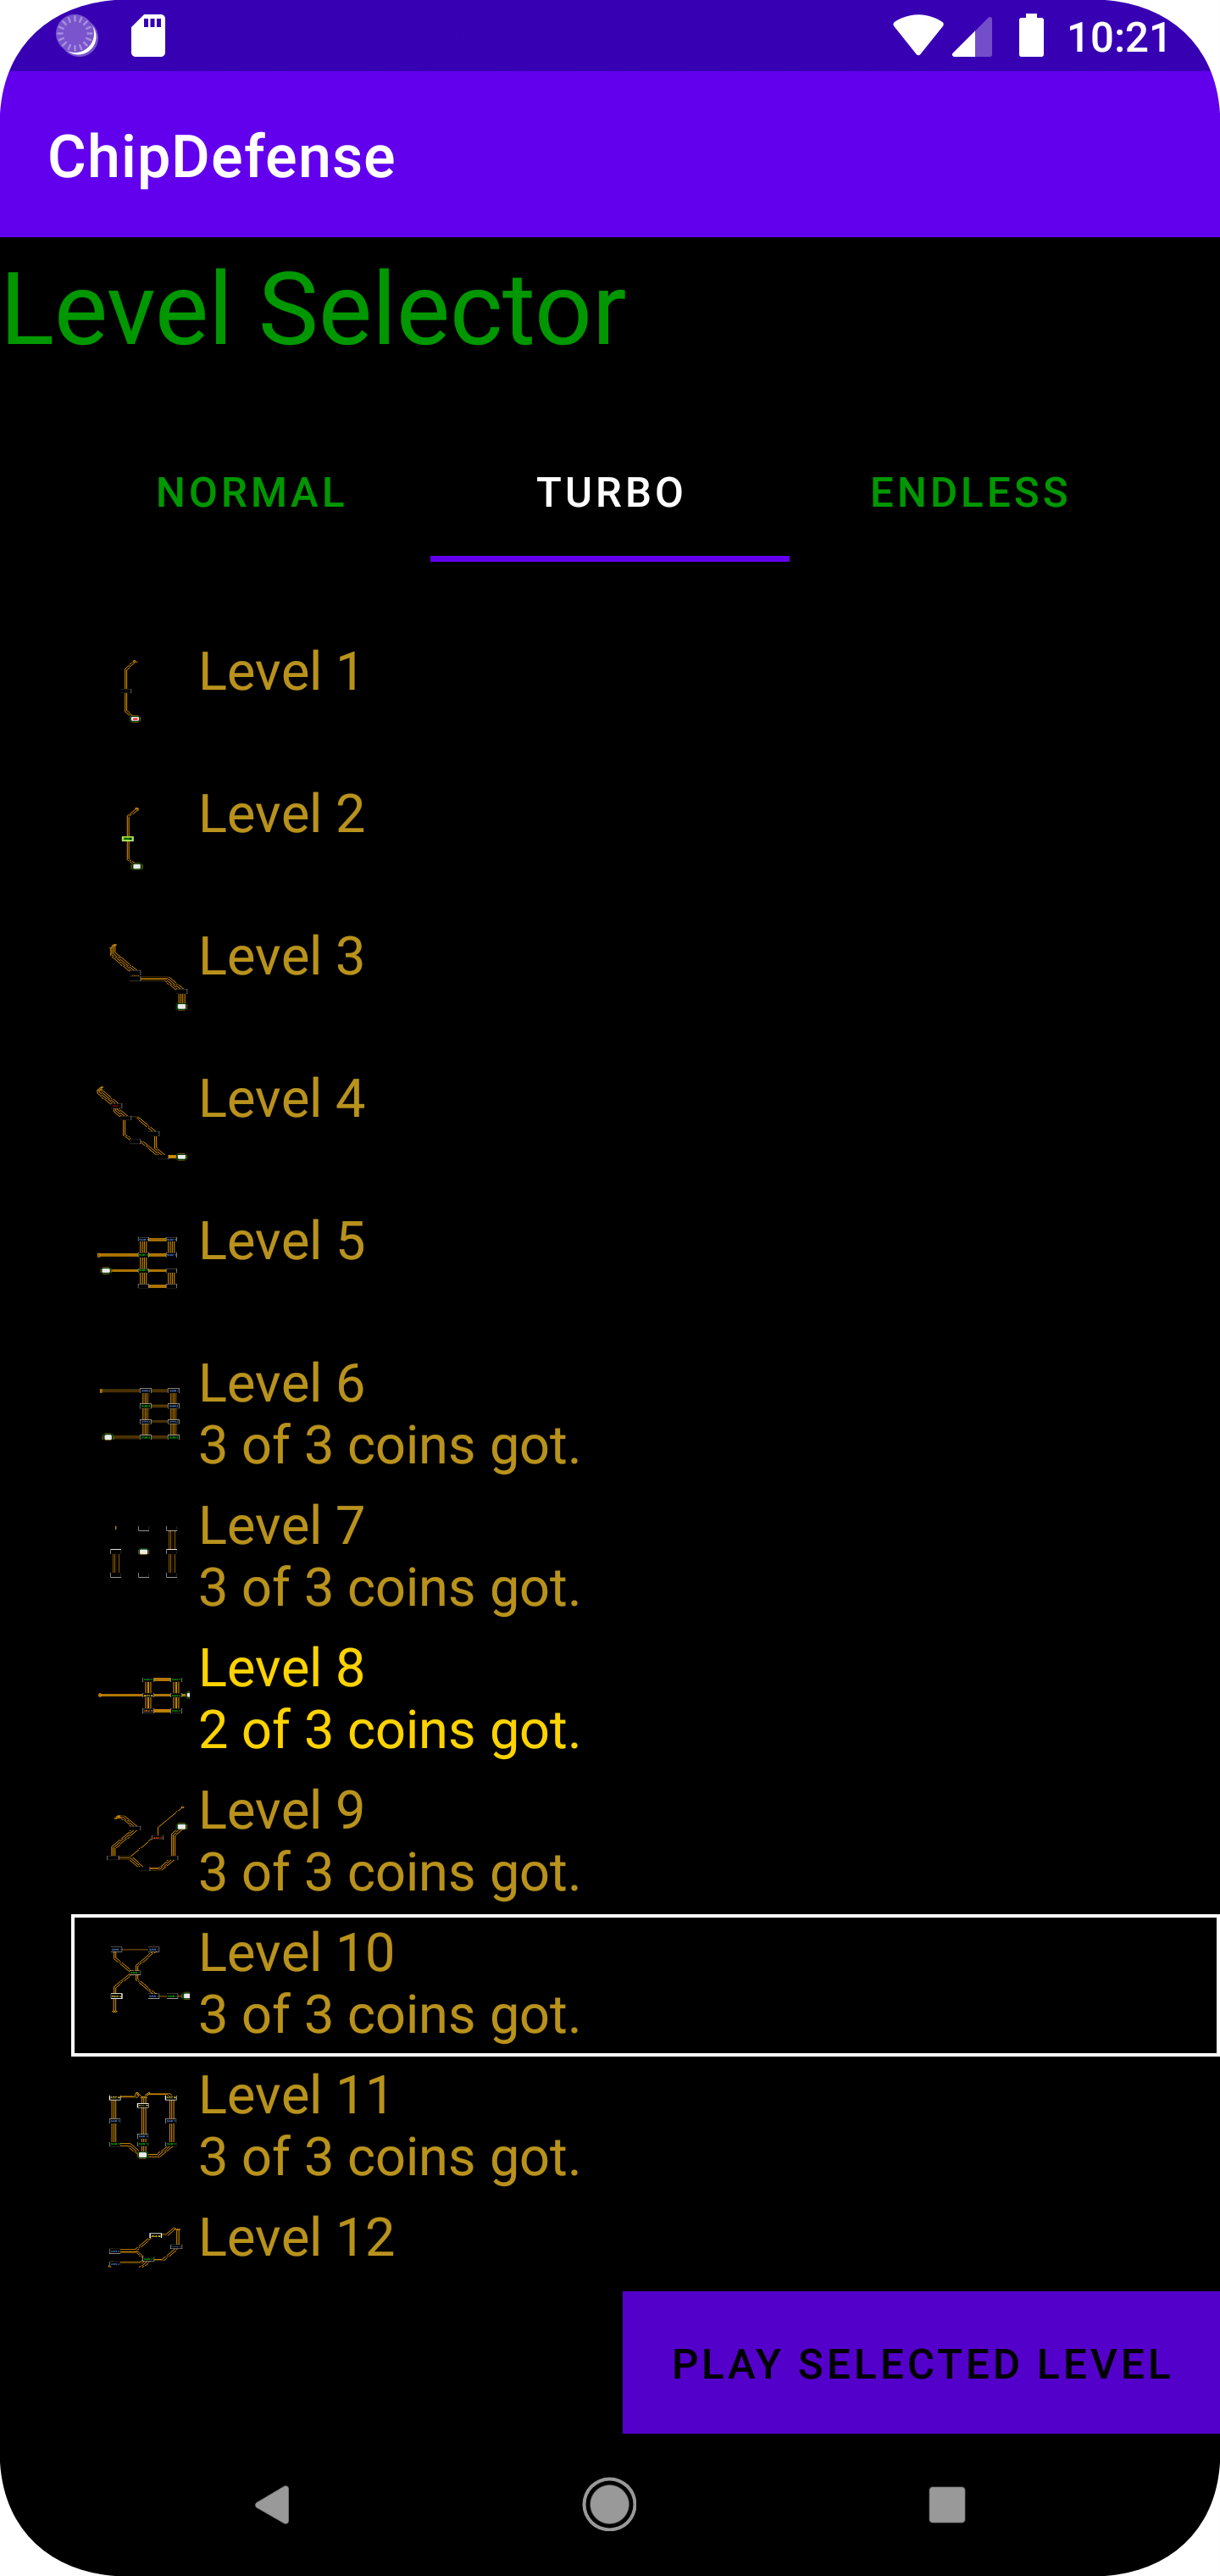 10:21
ChipDefense
Level Selector
NORMAL TURBO ENDLESS
Level 1
Level 2
Level 3
Level 4
Level 5
Level 6
3 of 3 coins got.
Level 7
3 of 3 coins got.
Level 8
2 of 3 coins got.
Level 9
3 of 3 coins got.
Level 10
3 of 3 coins got.
Level 11
3 of 3 coins got.
Level 12
PLAY SELECTED LEVEL